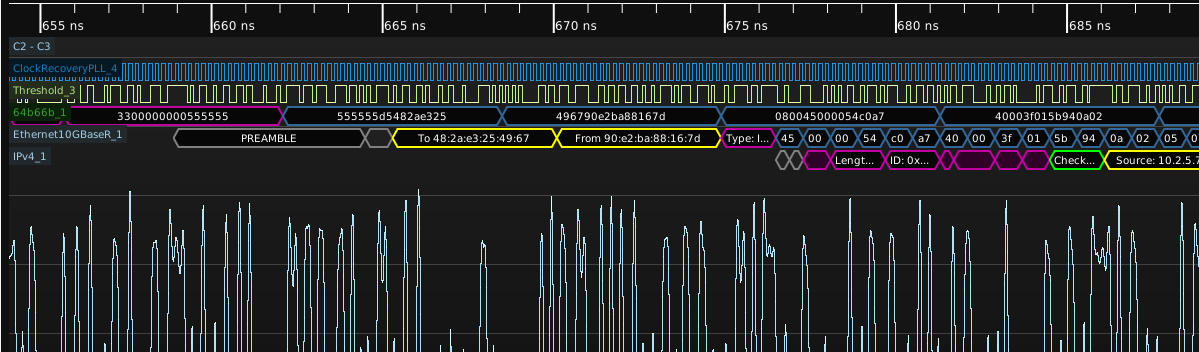 655 ns 660 ns 665 ns 670 ns 675 ns 680 ns 685 ns
C2 - C3
ClockRecoveryPLL_4
Threshold_3
64b66b_1 3300000000555555 555555d5482ae325 496790e2ba88167d 080045000054c0a7 40003f015b940a02
Ethernet10GBaseR_1 PREAMBLE To 48:2a:e3:25:49:67 From 90:e2:ba:88:16:7d Type: I... 45 00 00 54 c0 a7 40 00 3f 01 5b 94 0a 02 05
IPv4_1 Lengt... ID: 0x... Check... Source: 10.2.5.7